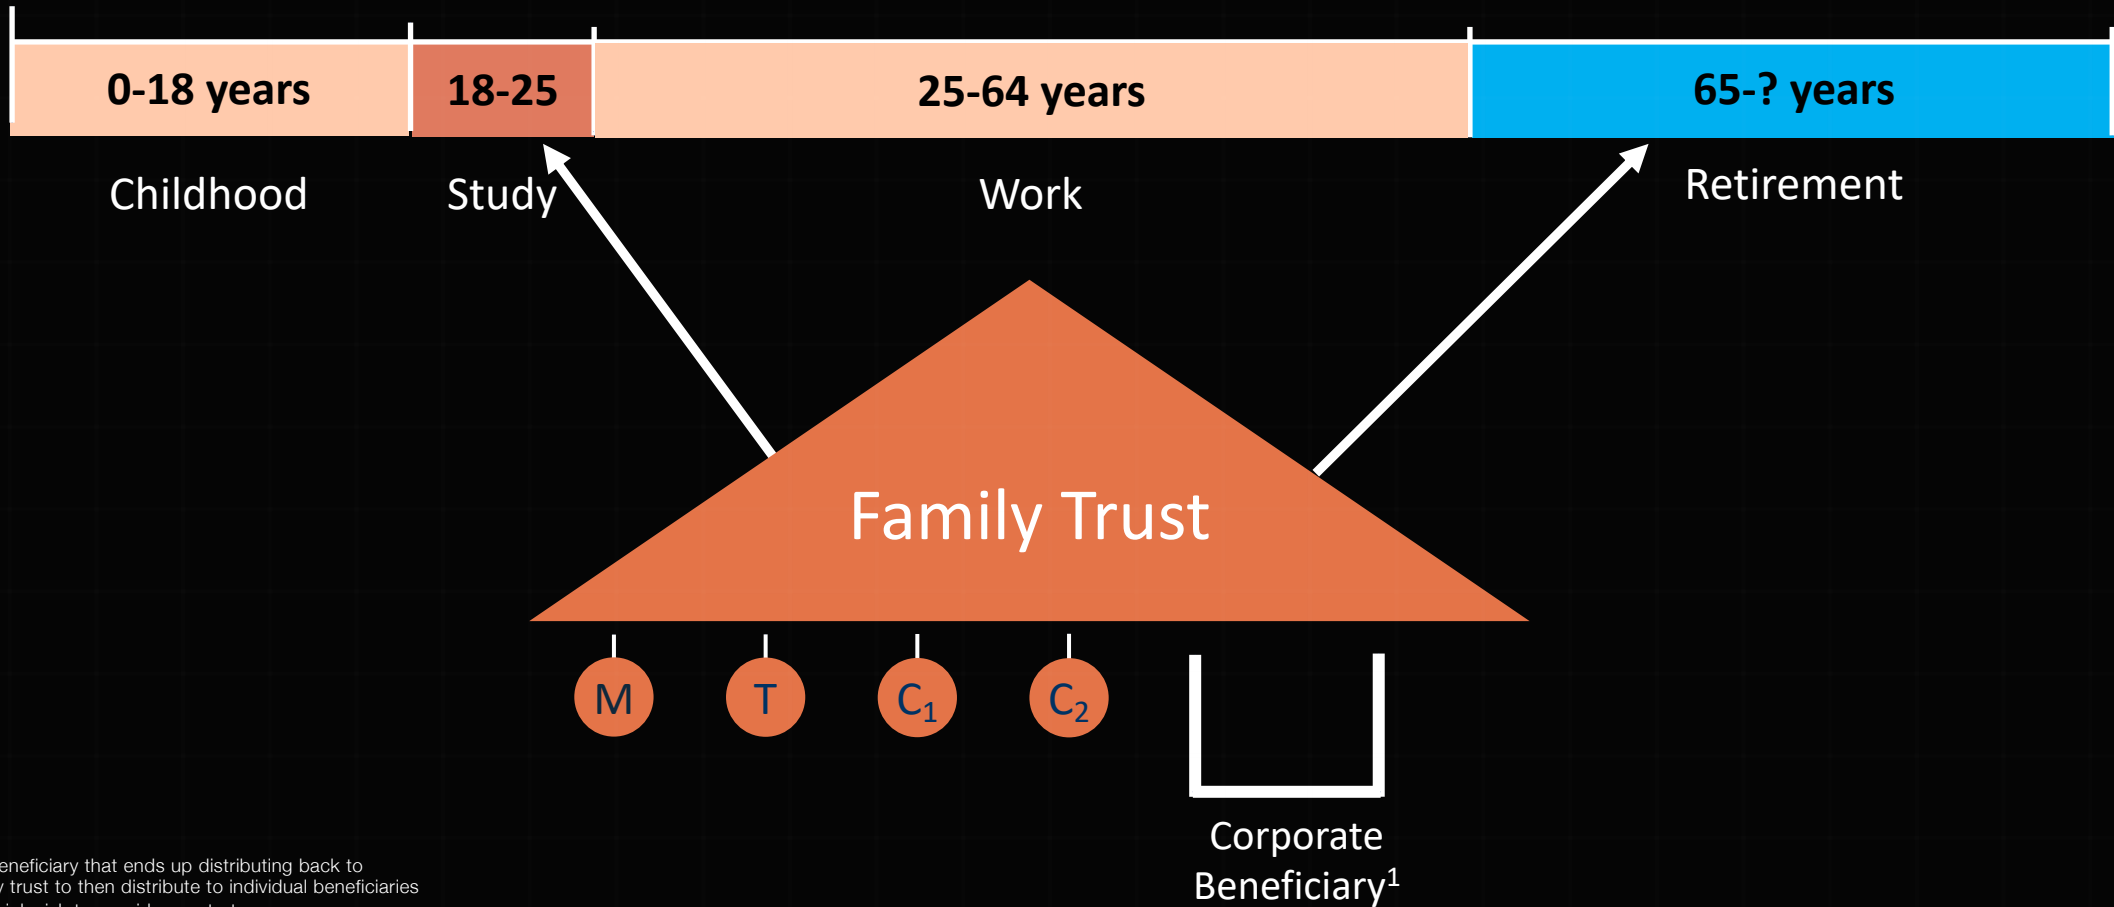 0-18 years
18-25
25-64 years
65-? years
Childhood
Study
Work
Retirement
Family Trust
M
T
C₁
C₂
Corporate
Beneficiary¹
eneficiary that ends up distributing back to
trust to then distribute to individual beneficiaries